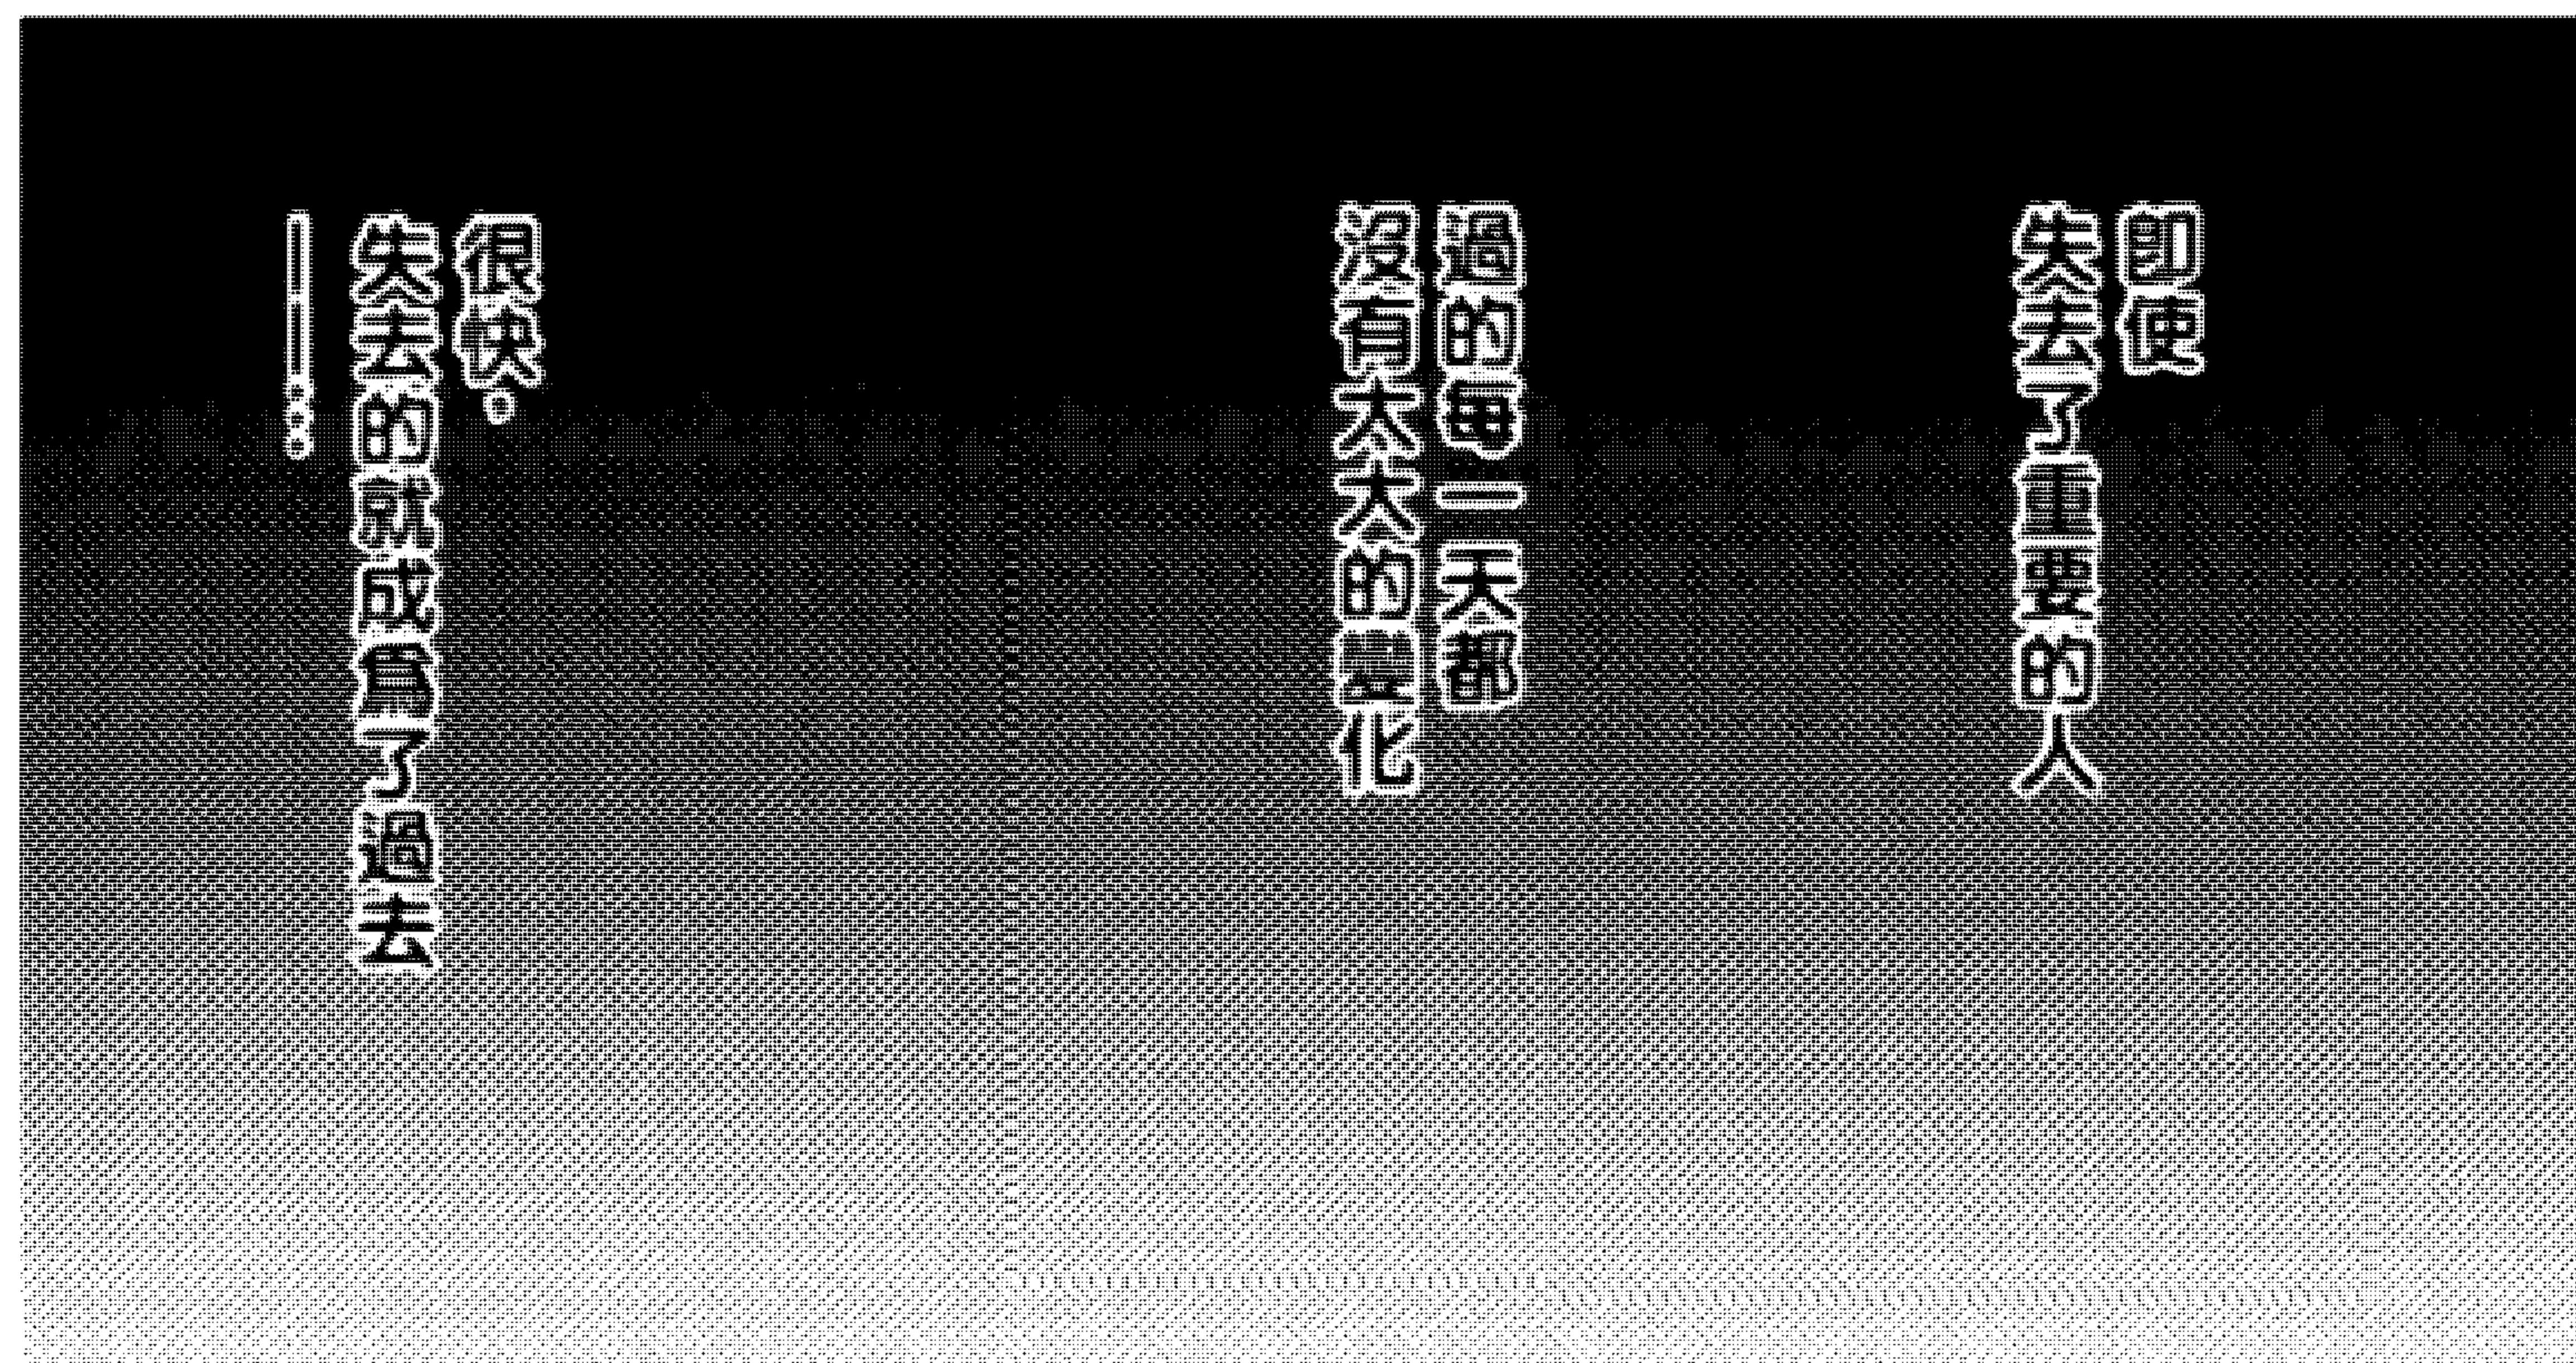 即使
失去了重要的人
過的每一天都
沒有太大的變化
很快。
失去的就成爲了過去
——…